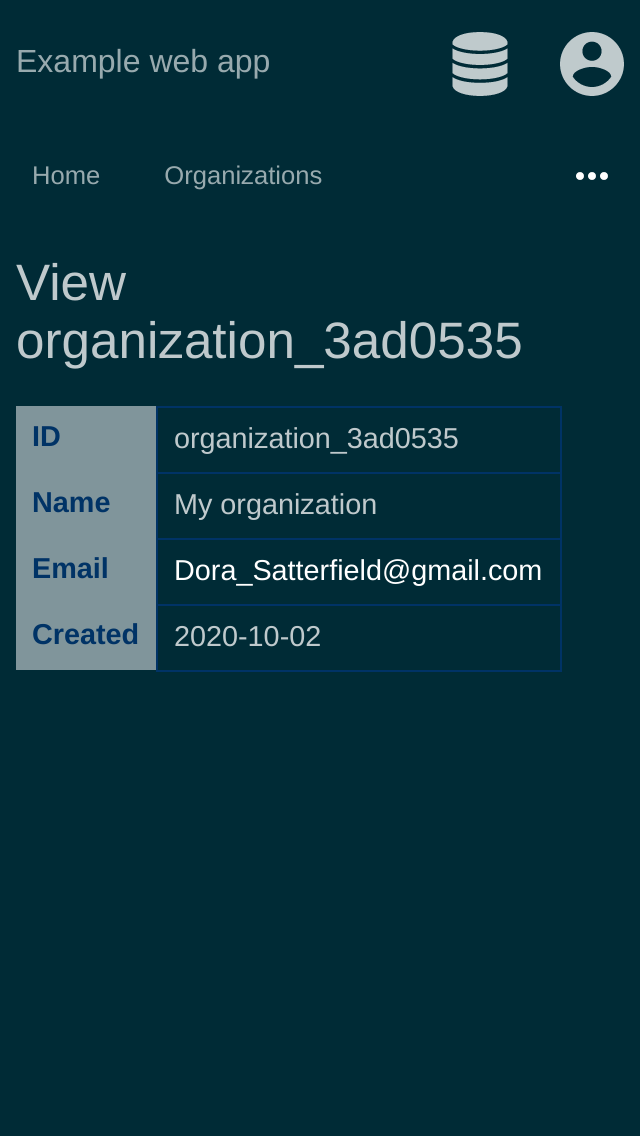 Example web app
Home Organizations
View
organization_3ad0535
ID organization_3ad0535
Name My organization
Email Dora_Satterfield@gmail.com
Created 2020-10-02